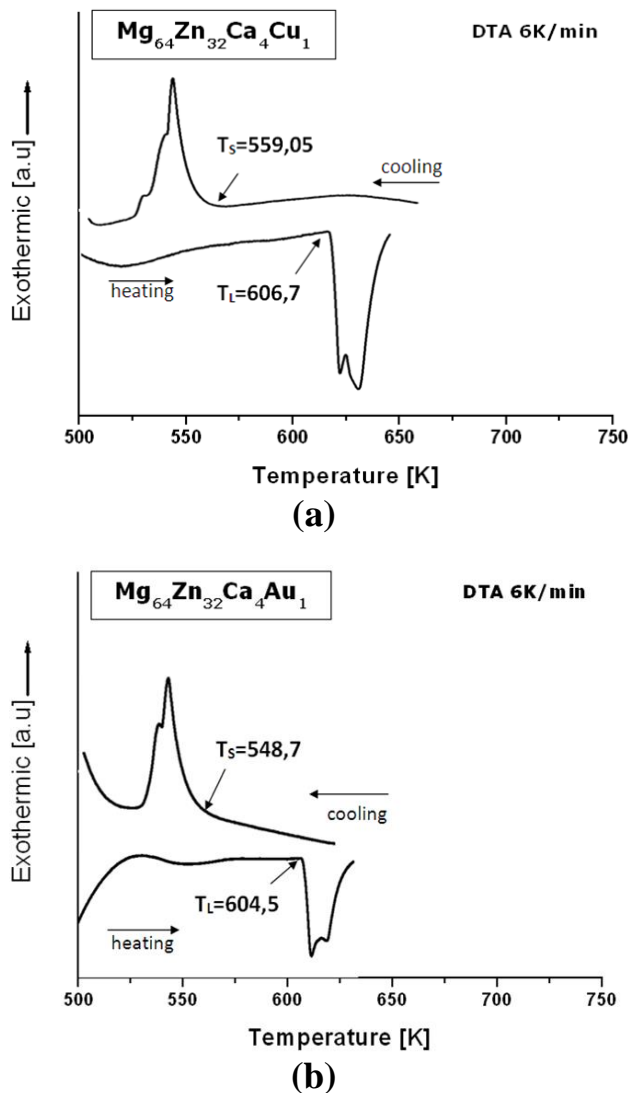 Mg₆₄Zn₃₂Ca₄Cu₁ DTA 6K/min
Exothermic [a.u]
Tₛ=559,05
cooling
heating
T_L=606,7
500 550 600 650 700 750
Temperature [K]
(a)
Mg₆₄Zn₃₂Ca₄Au₁ DTA 6K/min
Exothermic [a.u]
Tₛ=548,7
cooling
T_L=604,5
heating
500 550 600 650 700 750
Temperature [K]
(b)